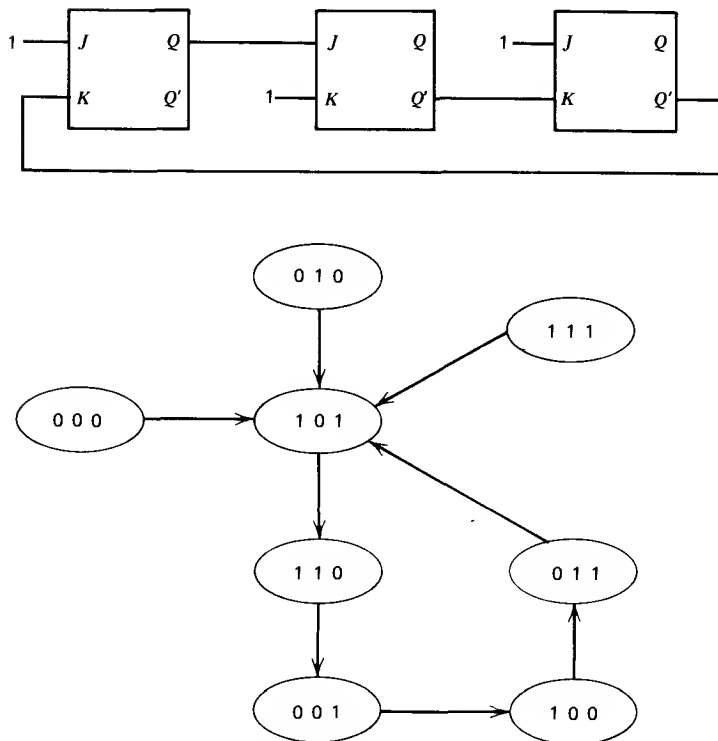 1 J Q J Q 1 J Q
K Q' 1 K Q' K Q'
0 1 0
1 1 1
0 0 0
1 0 1
1 1 0
0 1 1
0 0 1
1 0 0